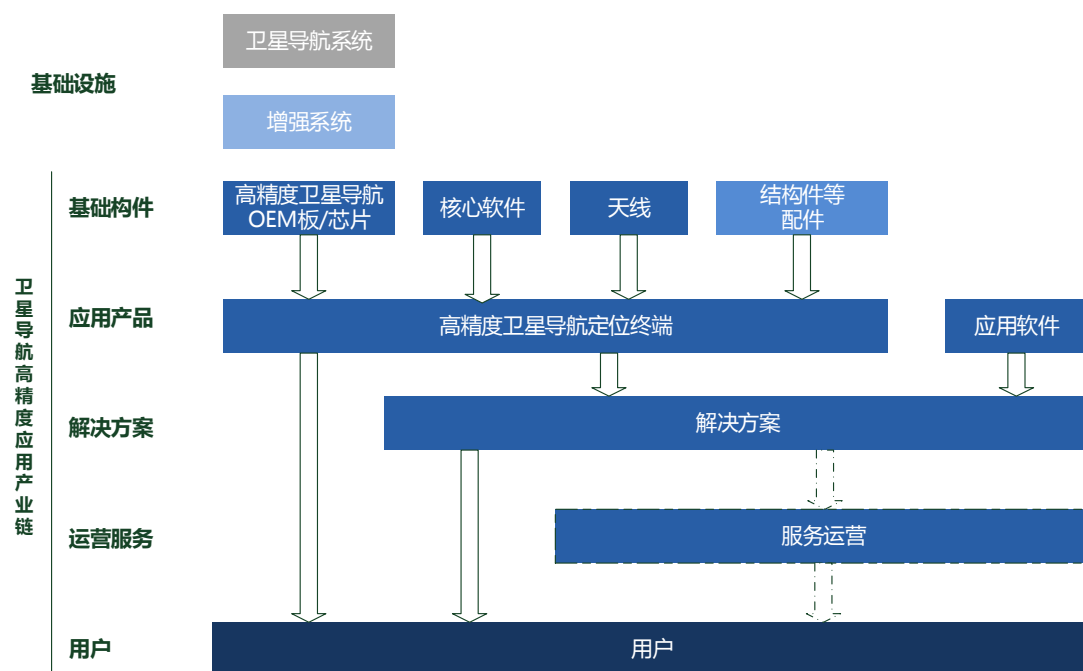 卫星导航系统
基础设施
增强系统
基础构件
高精度卫星导航
OEM板/芯片
核心软件
天线
结构件等
配件
卫星导航高精度应用产业链
应用产品
高精度卫星导航定位终端
应用软件
解决方案
解决方案
运营服务
服务运营
用户
用户